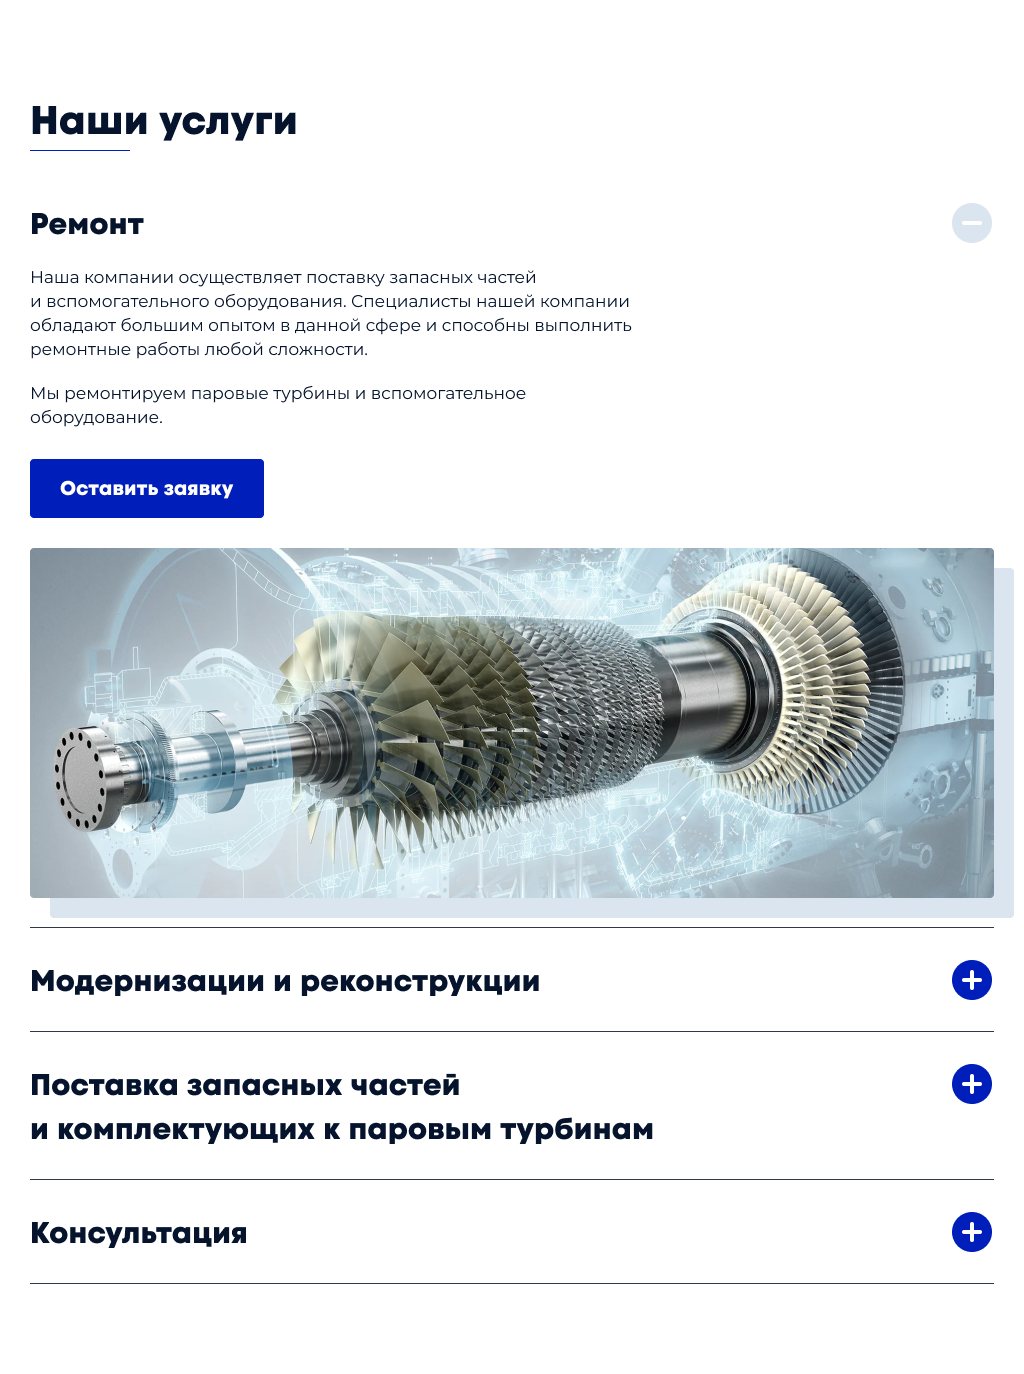 Наши услуги
Ремонт
Наша компании осуществляет поставку запасных частей
и вспомогательного оборудования. Специалисты нашей компании
обладают большим опытом в данной сфере и способны выполнить
ремонтные работы любой сложности.
Мы ремонтируем паровые турбины и вспомогательное
оборудование.
Оставить заявку
Модернизации и реконструкции
Поставка запасных частей
и комплектующих к паровым турбинам
Консультация